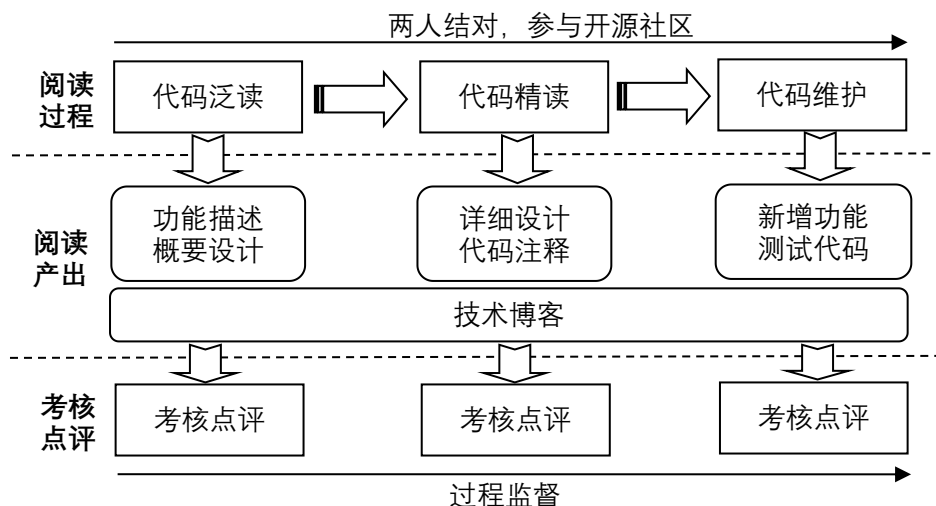 两人结对，参与开源社区
阅读
过程
代码泛读
代码精读
代码维护
阅读
产出
功能描述
概要设计
详细设计
代码注释
新增功能
测试代码
技术博客
考核
点评
考核点评
考核点评
考核点评
过程监督